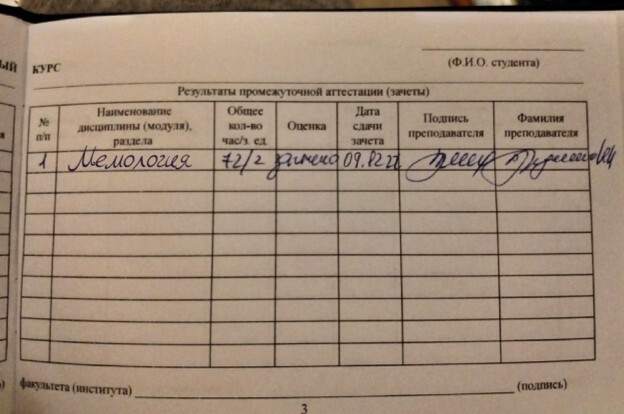 ЫЙ КУРС
(Ф.И.О. студента)
Результаты промежуточной аттестации (зачеты)
№ п/п
Наименование дисциплины (модуля), раздела
Общее кол-во час/з. ед.
Оценка
Дата сдачи зачета
Подпись преподавателя
Фамилия преподавателя
1 Мемология 72/2 зачтено 09.12.22
факультета (института) (подпись)
3